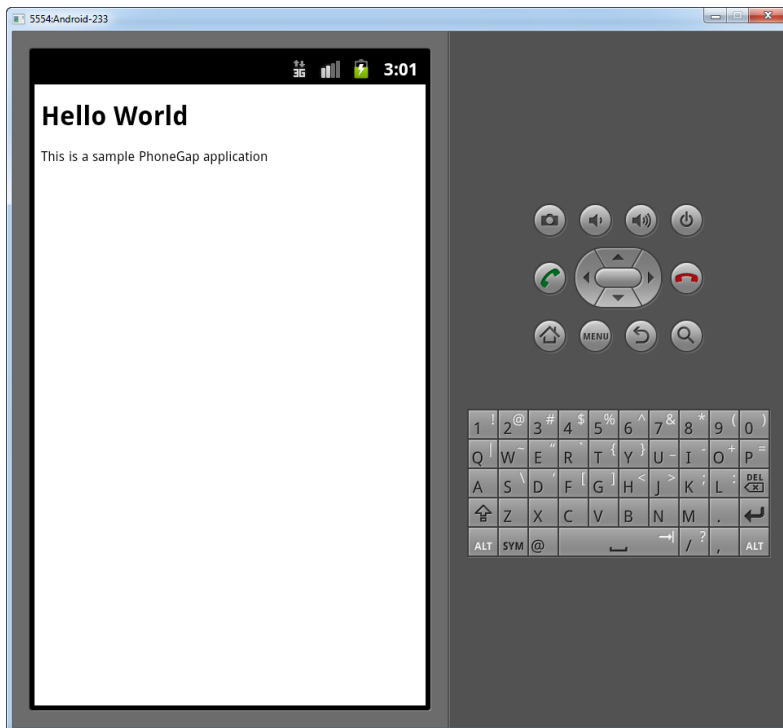 5554:Android-233
3G 3:01
Hello World
This is a sample PhoneGap application
MENU
1 ! 2 @ 3 # 4 $ 5 % 6 ^ 7 & 8 * 9 ( 0 )
Q | W ~ E " R ` T { Y } U _ I - O + P =
A S \ D ' F [ G ] H < J > K ; L : DEL
Z X C V B N M .
ALT SYM @ / ? , ALT